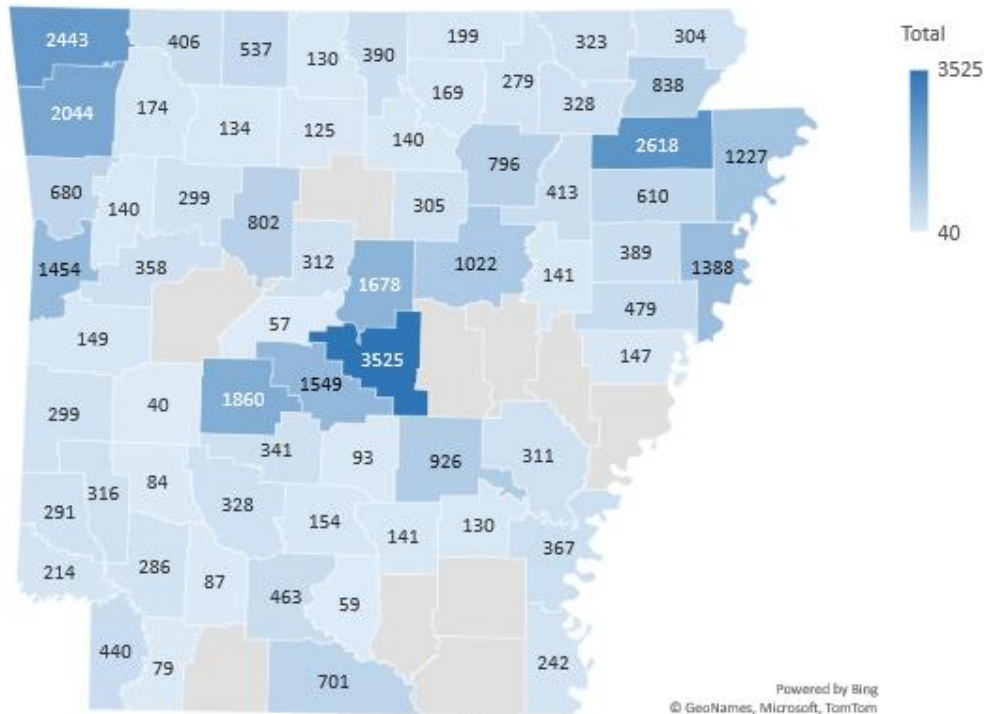 Total
3525
40
2443 406 537 130 390 199 323 304
2044 174 134 125 140 169 279 328 838
2618 1227
680 140 299 802 305 796 413 610
1454 358 312 1678 1022 141 389 1388
149 57 3525 479
147
299 40 1860 1549
341 93 926 311
291 316 84 328 154 141 130 367
214 286 87 463 59
440 79 701 242
Powered by Bing
© GeoNames, Microsoft, TomTom